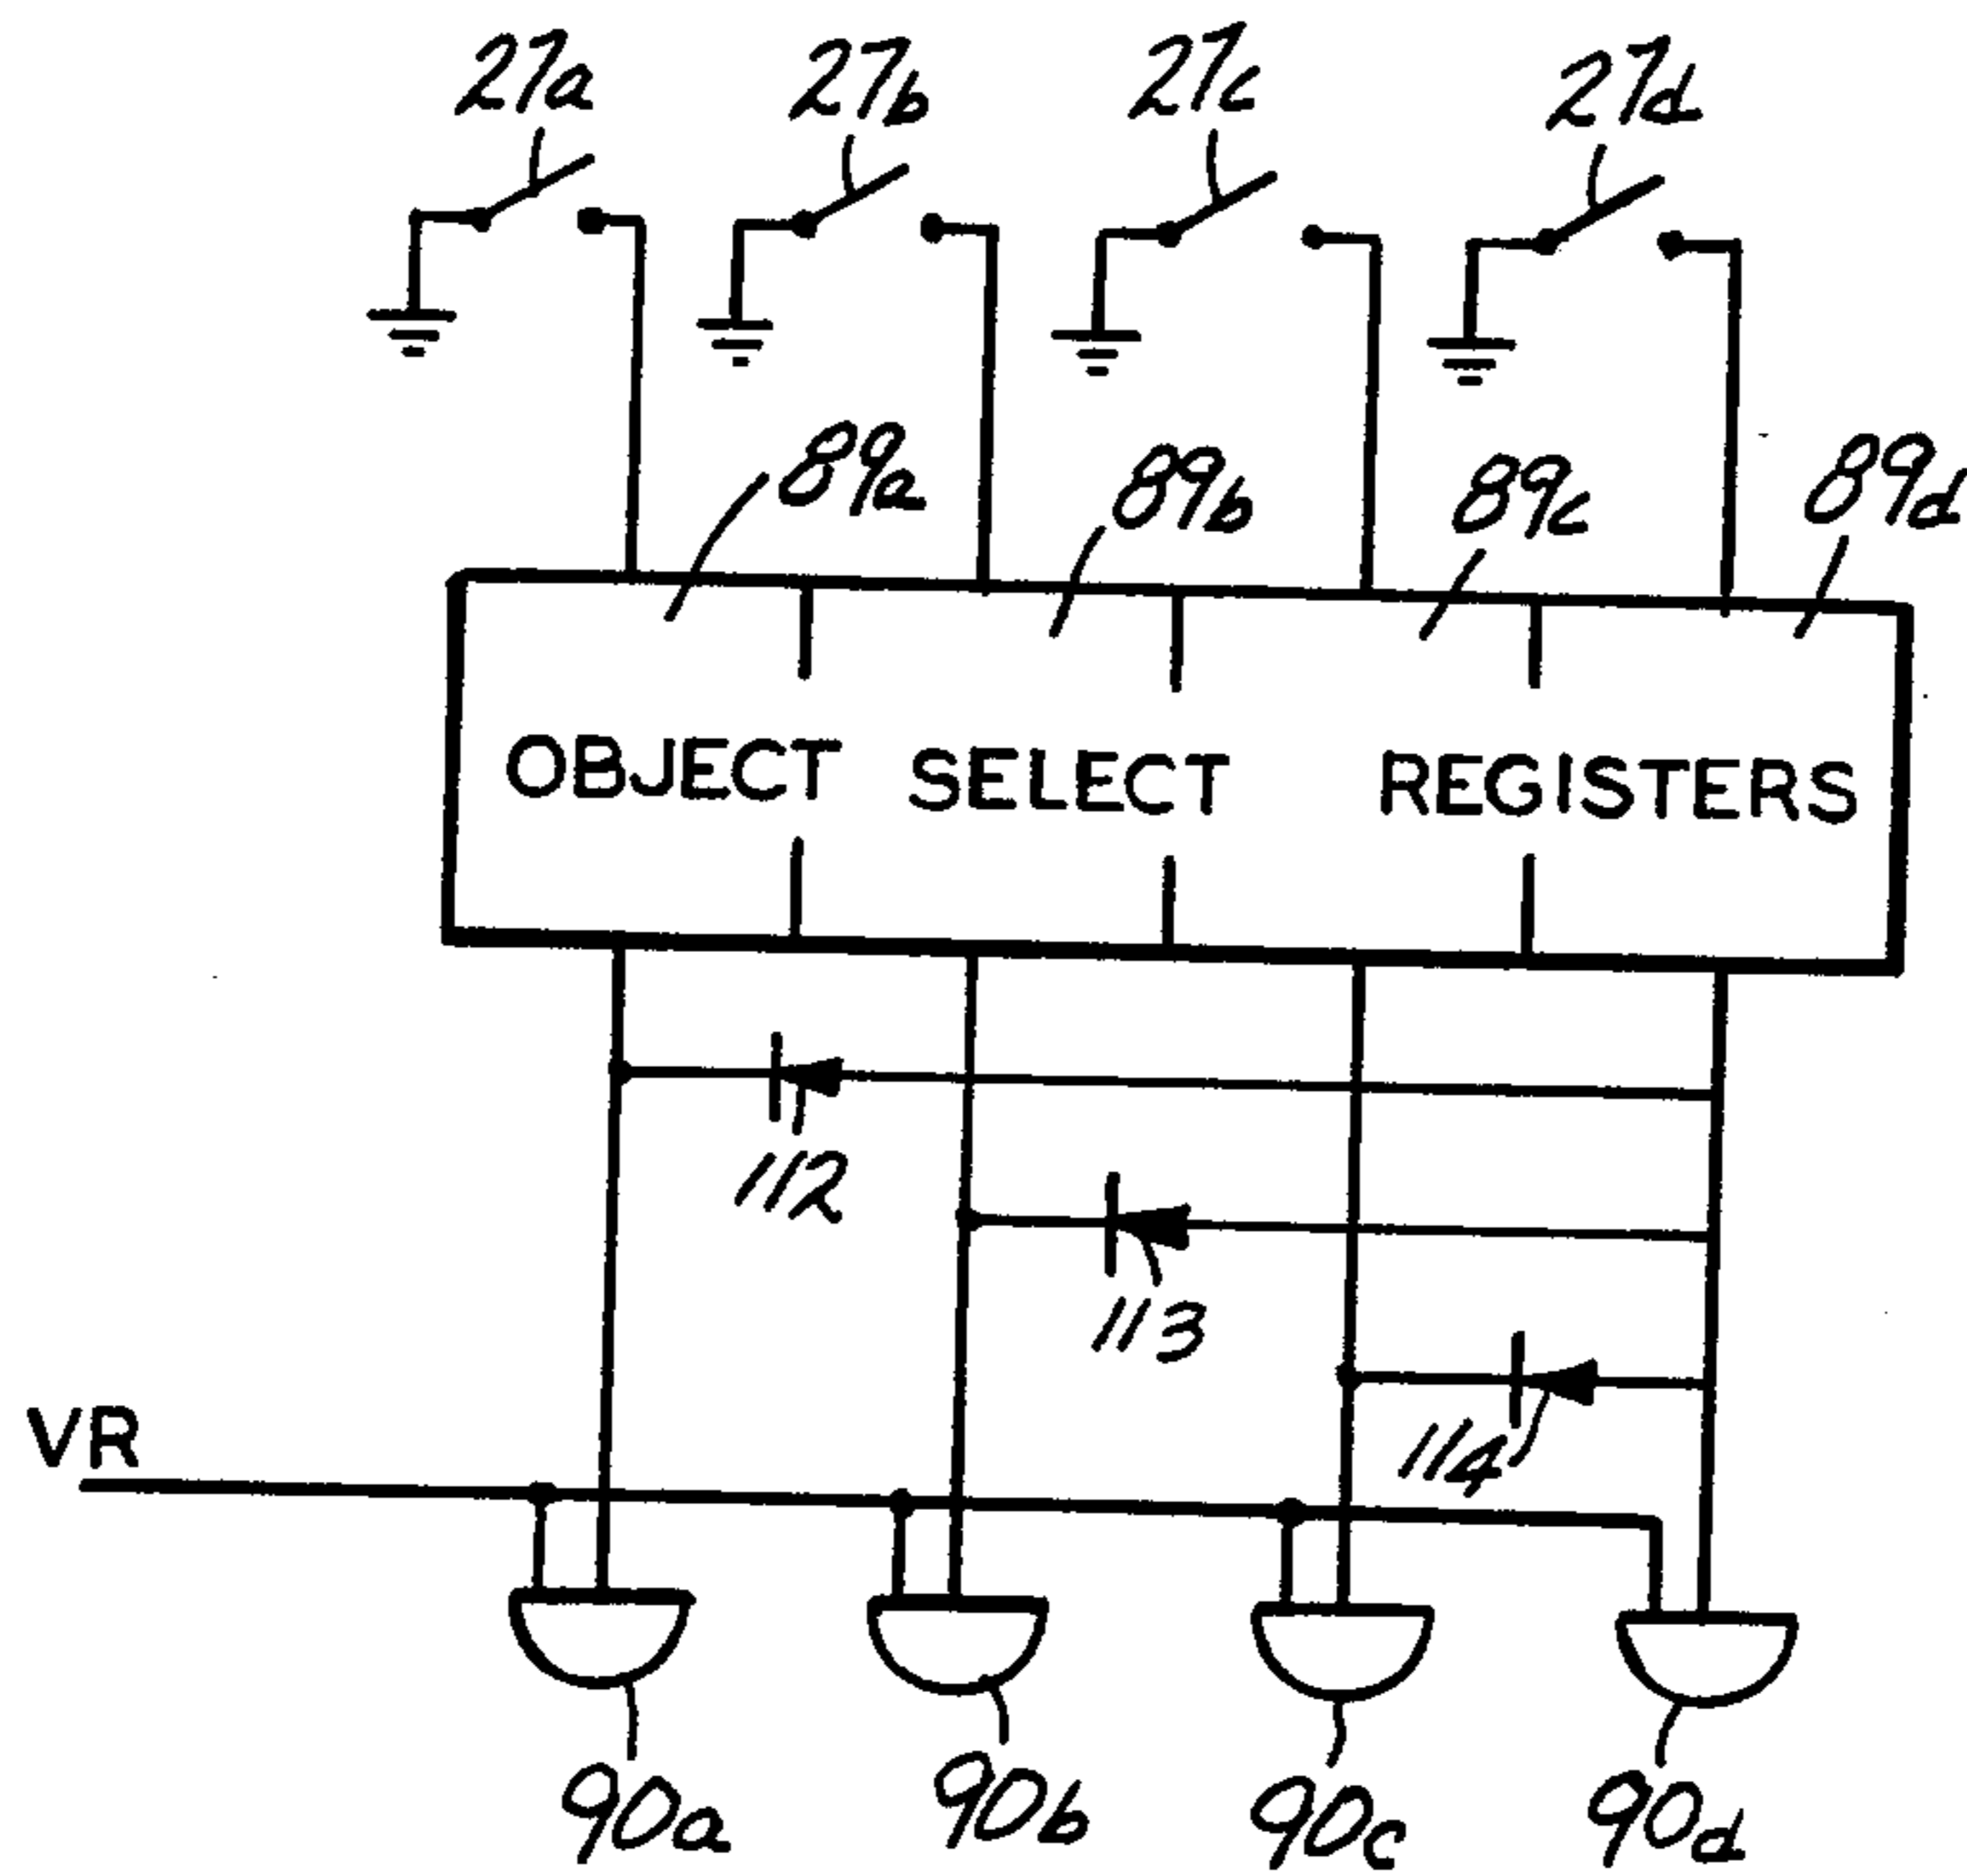 27a 27b 27c 27d
89a 89b 89c 89d
OBJECT SELECT REGISTERS
112
113
114
VR
90a 90b 90c 90d